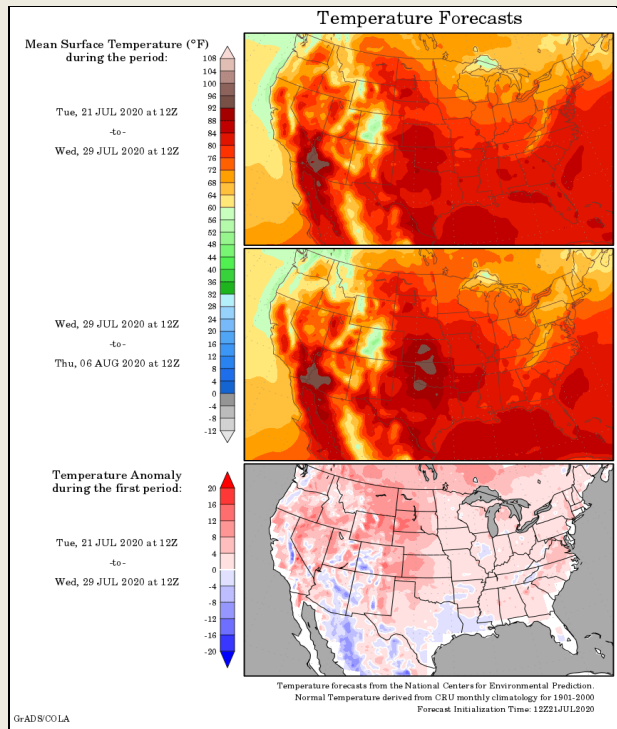 Temperature Forecasts
Mean Surface Temperature (°F)
during the period:
Tue, 21 JUL 2020 at 12Z
-to-
Wed, 29 JUL 2020 at 12Z
108
104
100
96
92
88
84
80
76
72
68
64
60
56
52
48
44
40
36
32
28
24
20
16
12
8
4
0
-4
-8
-12
Wed, 29 JUL 2020 at 12Z
-to-
Thu, 06 AUG 2020 at 12Z
Temperature Anomaly
during the first period:
Tue, 21 JUL 2020 at 12Z
-to-
Wed, 29 JUL 2020 at 12Z
20
16
12
8
4
0
-4
-8
-12
-16
-20
Temperature forecasts from the National Centers for Environmental Prediction.
Normal Temperature derived from CRU monthly climatology for 1901-2000
Forecast Initialization Time: 12Z21JUL2020
GrADS/COLA